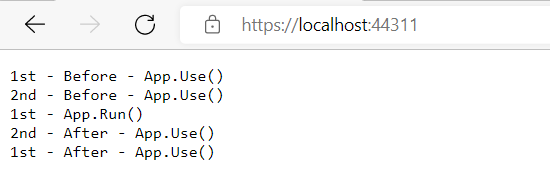 https://localhost:44311
1st - Before - App.Use()
2nd - Before - App.Use()
1st - App.Run()
2nd - After - App.Use()
1st - After - App.Use()